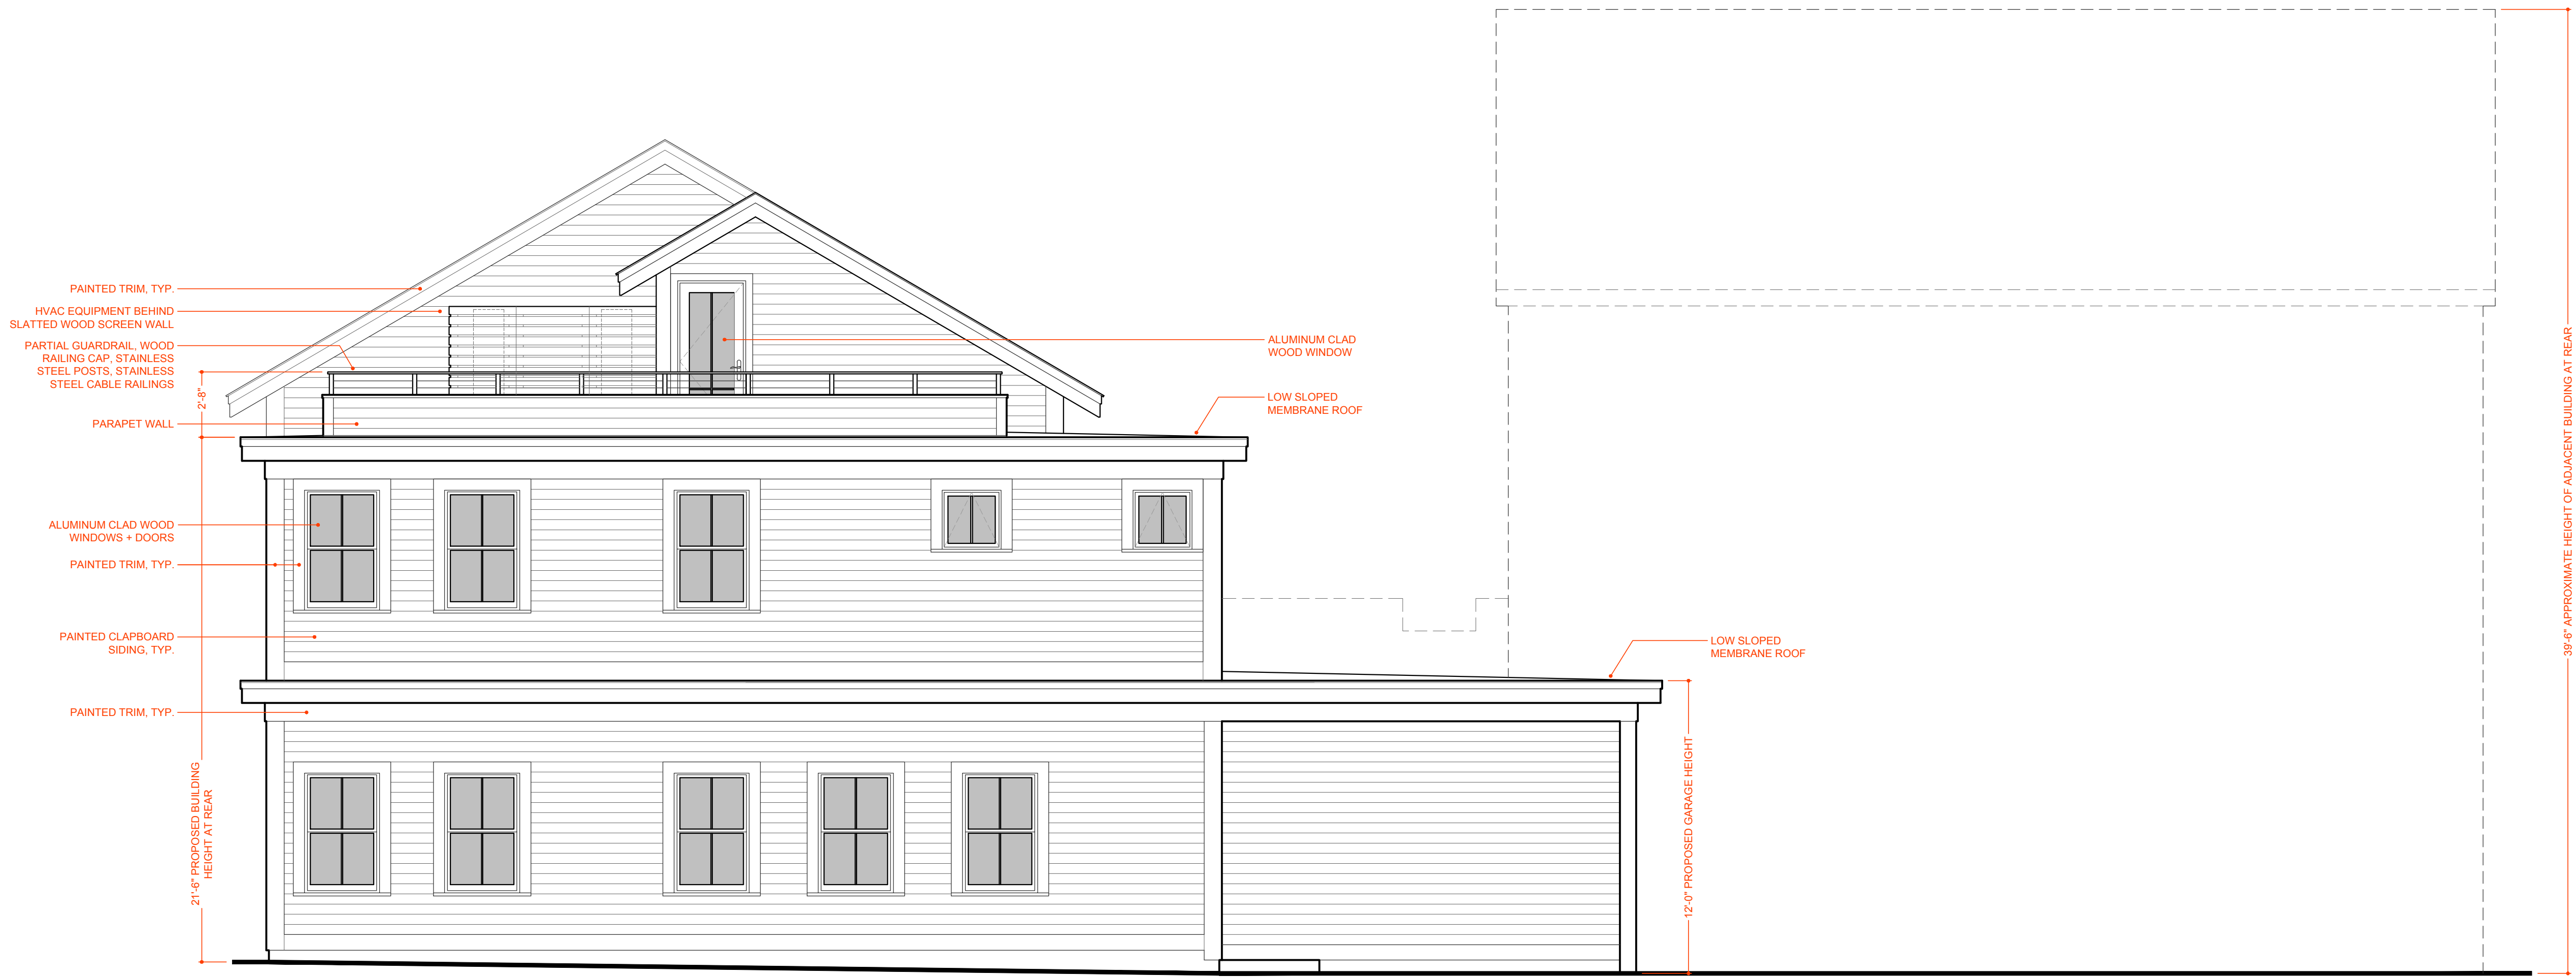 PAINTED TRIM, TYP.
HVAC EQUIPMENT BEHIND
SLATTED WOOD SCREEN WALL
PARTIAL GUARDRAIL, WOOD
RAILING CAP, STAINLESS
STEEL POSTS, STAINLESS
STEEL CABLE RAILINGS
2'-8"
PARAPET WALL
ALUMINUM CLAD WOOD
WINDOWS + DOORS
PAINTED TRIM, TYP.
PAINTED CLAPBOARD
SIDING, TYP.
PAINTED TRIM, TYP.
21'-6" PROPOSED BUILDING
HEIGHT AT REAR
ALUMINUM CLAD
WOOD WINDOW
LOW SLOPED
MEMBRANE ROOF
LOW SLOPED
MEMBRANE ROOF
12'-0" PROPOSED GARAGE HEIGHT
39'-6" APPROXIMATE HEIGHT OF ADJACENT BUILDING AT REAR